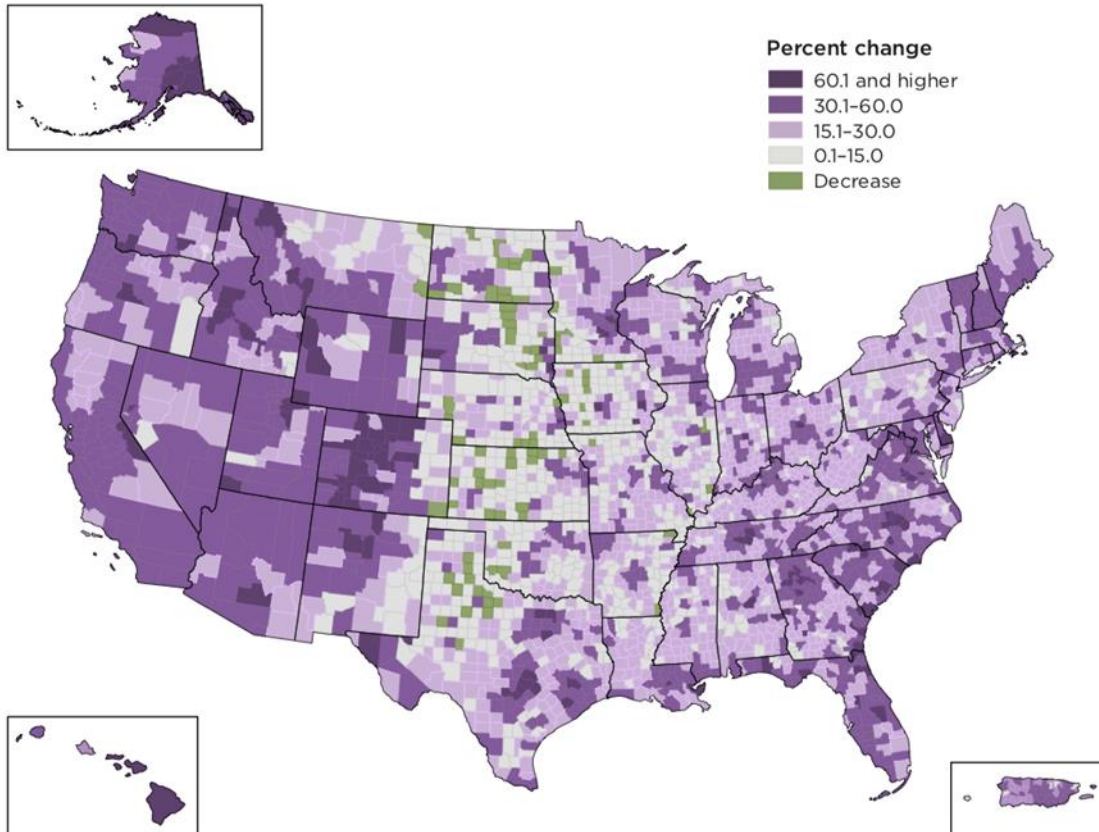 Percent change
60.1 and higher
30.1–60.0
15.1–30.0
0.1–15.0
Decrease